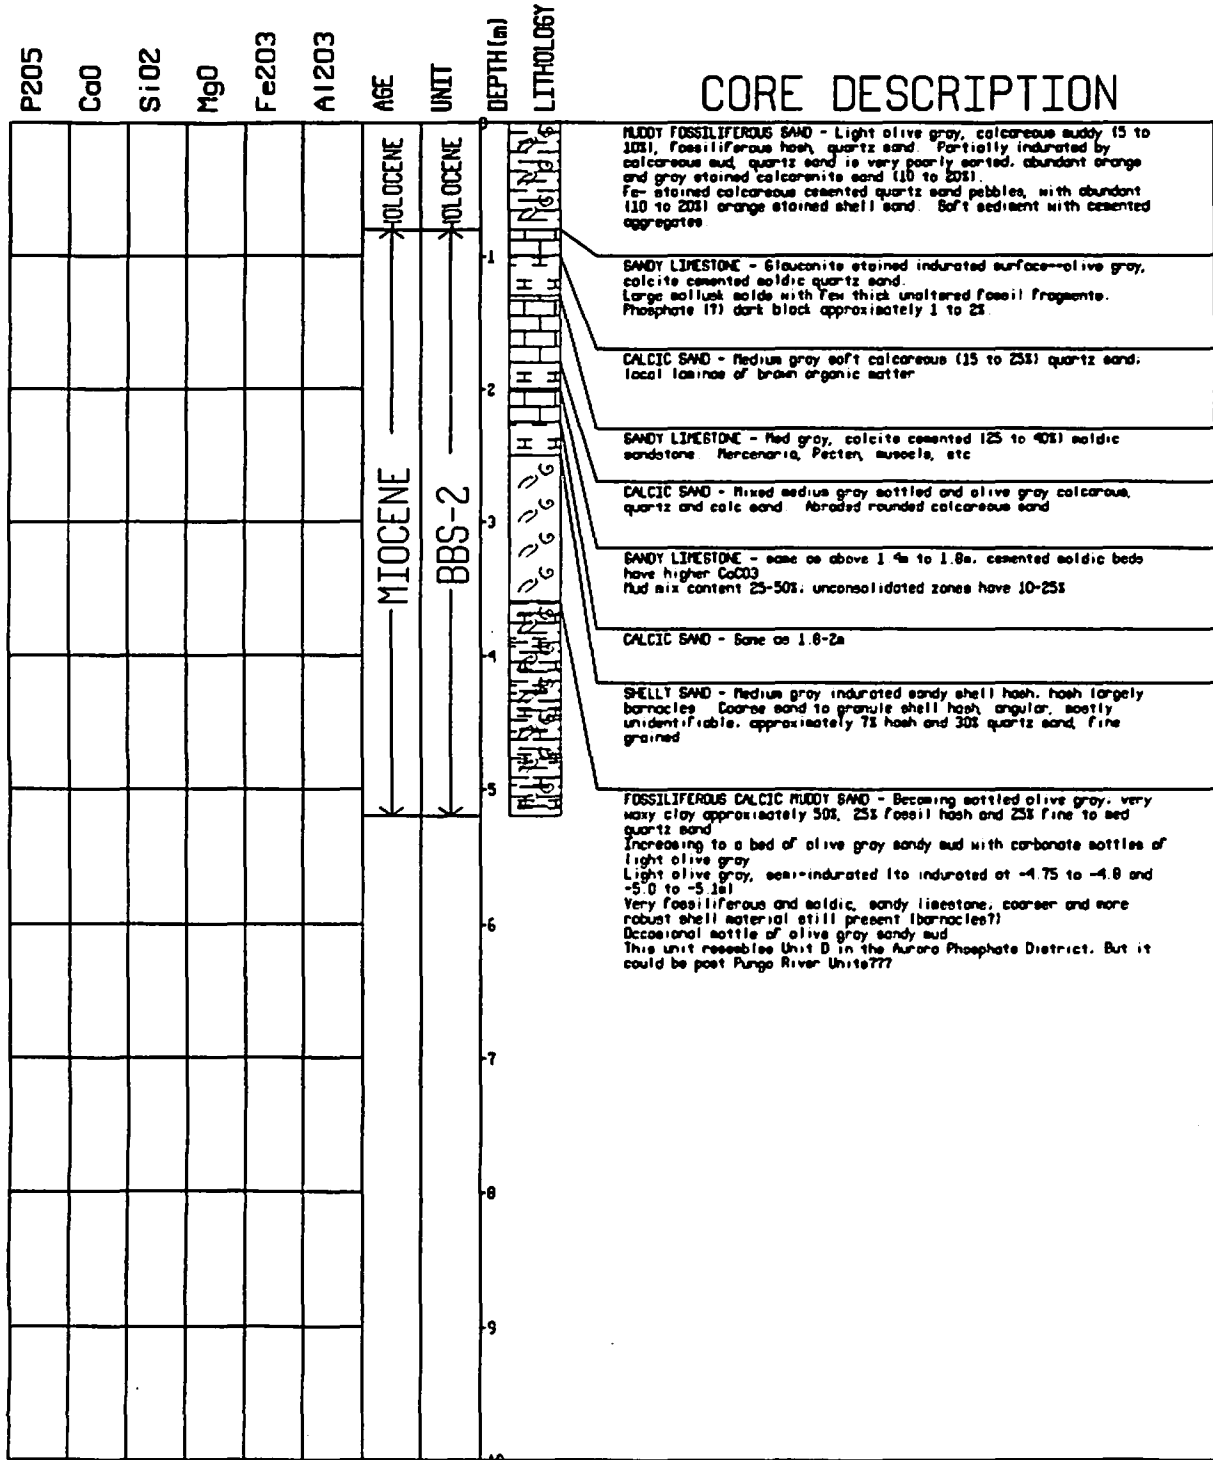 P2O5
CaO
SiO2
MgO
Fe2O3
Al2O3
AGE
UNIT
DEPTH(m)
LITHOLOGY
CORE DESCRIPTION
0
HOLOCENE
HOLOCENE
MUDDY FOSSILIFEROUS SAND - Light olive gray, calcareous muddy (5 to
10%), fossiliferous hash, quartz sand. Partially indurated by
calcareous mud, quartz sand is very poorly sorted, abundant orange
and gray stained calcarenite sand (10 to 20%).
Fe- stained calcareous cemented quartz sand pebbles, with abundant
(10 to 20%) orange stained shell sand. Soft sediment with cemented
aggregates
-1
SANDY LIMESTONE - Glauconite stained indurated surface--olive gray,
calcite cemented moldic quartz sand.
Large mollusk molds with few thick unaltered fossil fragments.
Phosphate (?) dark black approximately 1 to 2%
CALCIC SAND - Medium gray soft calcareous (15 to 25%) quartz sand;
local laminae of brown organic matter
-2
SANDY LIMESTONE - Med gray, calcite cemented (25 to 40%) moldic
sandstone. Mercenaria, Pecten, mussels, etc
CALCIC SAND - Mixed medium gray mottled and olive gray calcarous,
quartz and calc sand. Abraded rounded calcareous sand
MIOCENE
BBS-2
-3
SANDY LIMESTONE - same as above 1.4m to 1.8m, cemented moldic beds
have higher CaCO3
Mud mix content 25-50%; unconsolidated zones have 10-25%
CALCIC SAND - Same as 1.8-2m
-4
SHELLY SAND - Medium gray indurated sandy shell hash, hash largely
barnacles Coarse sand to granule shell hash, angular, mostly
unidentifiable, approximately 7% hash and 30% quartz sand, fine
grained
-5
FOSSILIFEROUS CALCIC MUDDY SAND - Becoming mottled olive gray, very
waxy clay approximately 50%, 25% fossil hash and 25% fine to med
quartz sand
Increasing to a bed of olive gray sandy mud with carbonate mottles of
light olive gray
Light olive gray, semi-indurated (to indurated at -4.75 to -4.8 and
-5.0 to -5.1m)
Very fossiliferous and moldic, sandy limestone, coarser and more
robust shell material still present (barnacles?)
Occasional mottle of olive gray sandy mud
This unit resembles Unit D in the Aurora Phosphate District. But it
could be post Pungo River Units???
-6
-7
-8
-9